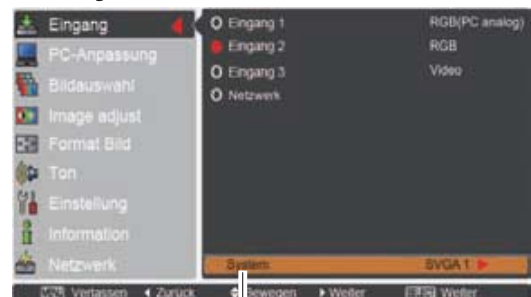 Eingang
PC-Anpassung
Bildauswahl
Image adjust
Format Bild
Ton
Einstellung
Information
Netzwerk
Eingang 1 RGB(PC analog)
Eingang 2 RGB
Eingang 3 Video
Netzwerk
System SVGA 1
Verlassen Zurück Bewegen Weiter Weiter